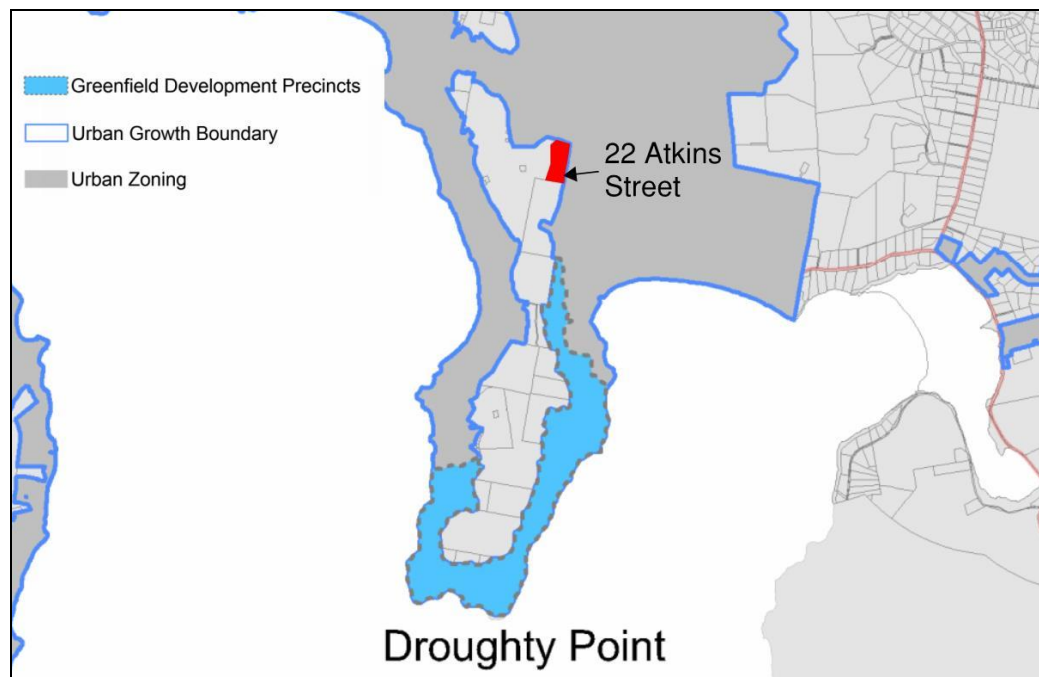 Greenfield Development Precincts
Urban Growth Boundary
Urban Zoning
22 Atkins
Street
Droughty Point